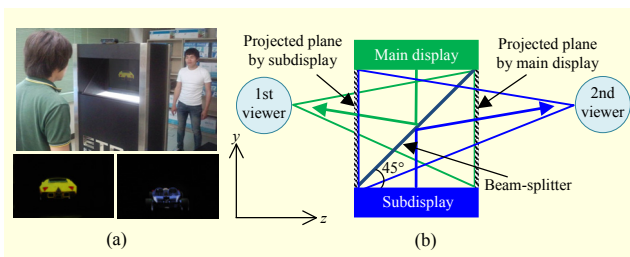 (a)
(b)
Projected plane
by subdisplay
Main display
Projected plane
by main display
1st
viewer
2nd
viewer
y
45°
Beam-splitter
Subdisplay
z